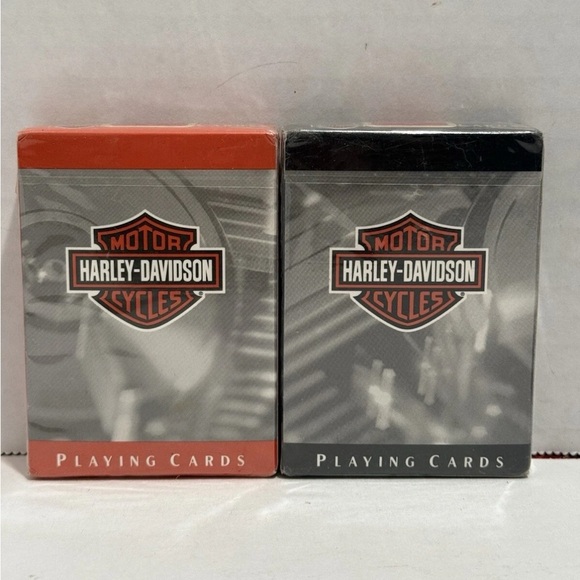 MOTOR
HARLEY-DAVIDSON
CYCLES
PLAYING CARDS
MOTOR
HARLEY-DAVIDSON
CYCLES
PLAYING CARDS